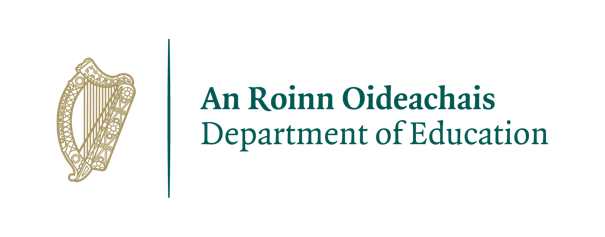 An Roinn Oideachais
Department of Education